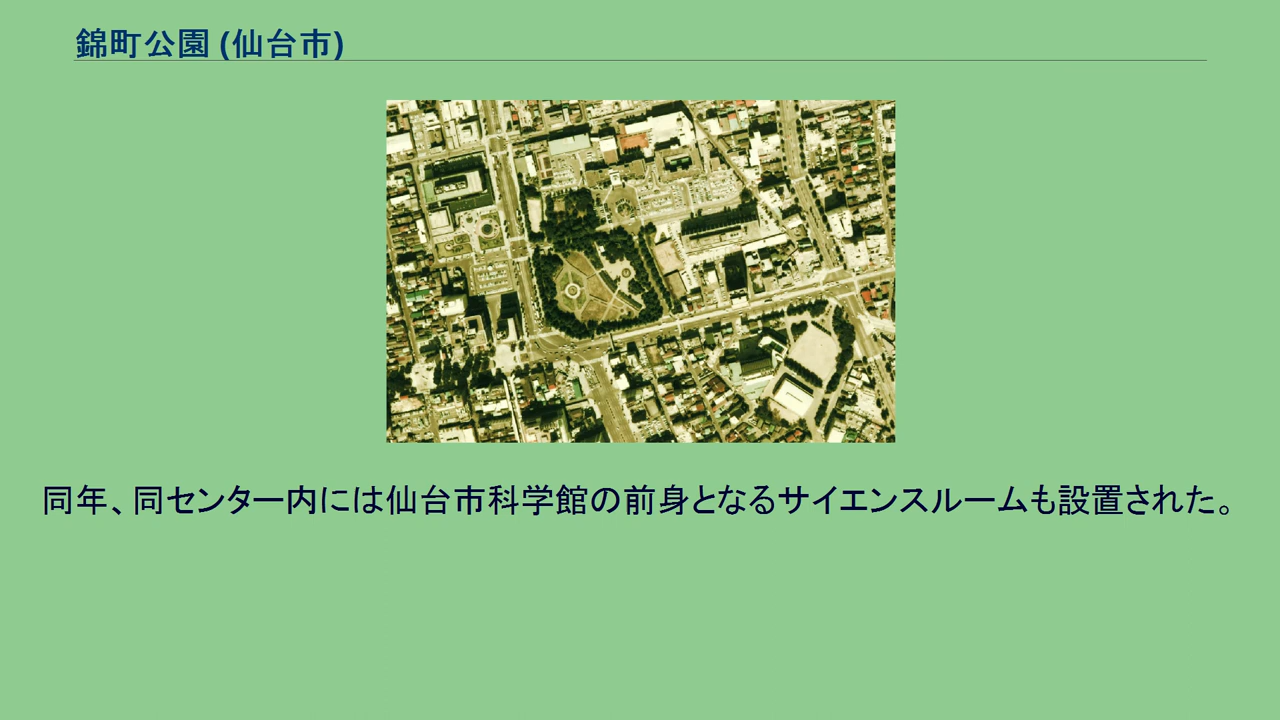 錦町公園 (仙台市)
同年、同センター内には仙台市科学館の前身となるサイエンスルームも設置された。